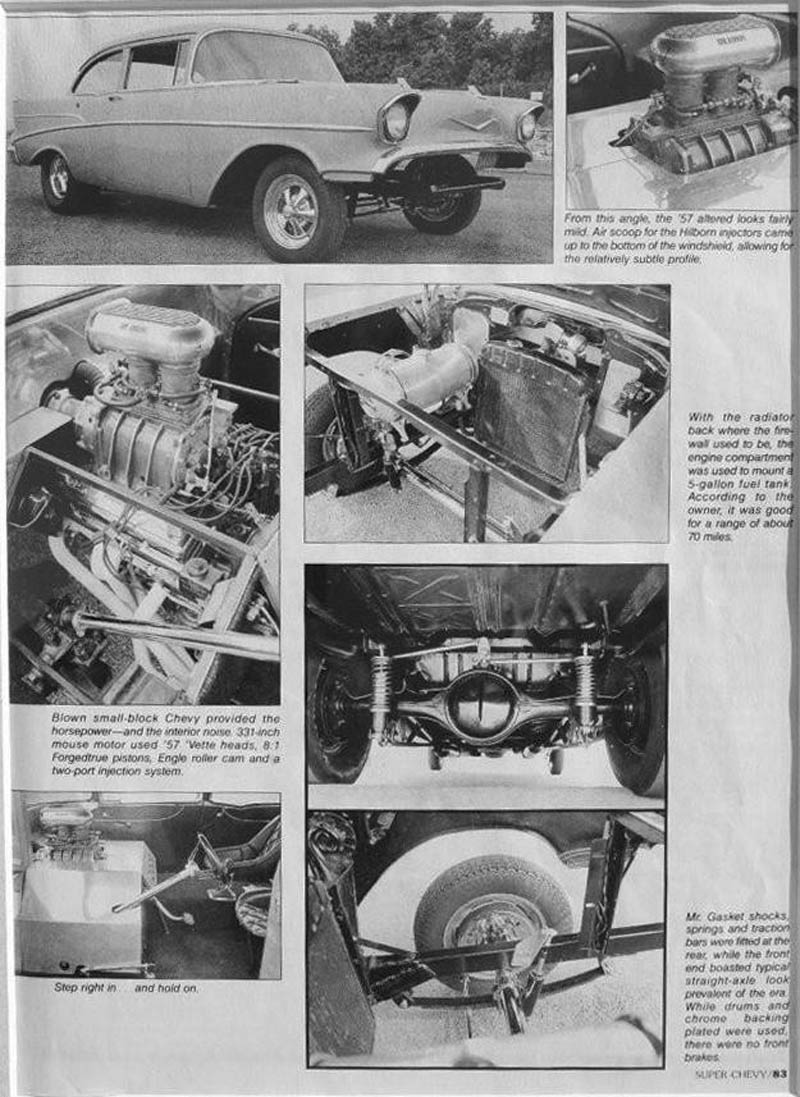 From this angle, the '57 altered looks fairly
mild. Air scoop for the Hilborn injectors came
up to the bottom of the windshield, allowing for
the relatively subtle profile.
With the radiator
back where the fire-
wall used to be, the
engine compartment
was used to mount a
5-gallon fuel tank.
According to the
owner, it was good
for a range of about
70 miles.
Blown small-block Chevy provided the
horsepower—and the interior noise. 331-inch
mouse motor used '57 'Vette heads, 8:1
Forgedtrue pistons, Engle roller cam and a
two-port injection system.
Step right in . . . and hold on.
Mr. Gasket shocks,
springs and traction
bars were fitted at the
rear, while the front
end boasted typical
straight-axle look
prevalent of the era.
While drums and
chrome backing
plated were used,
there were no front
brakes.
SUPER CHEVY/83